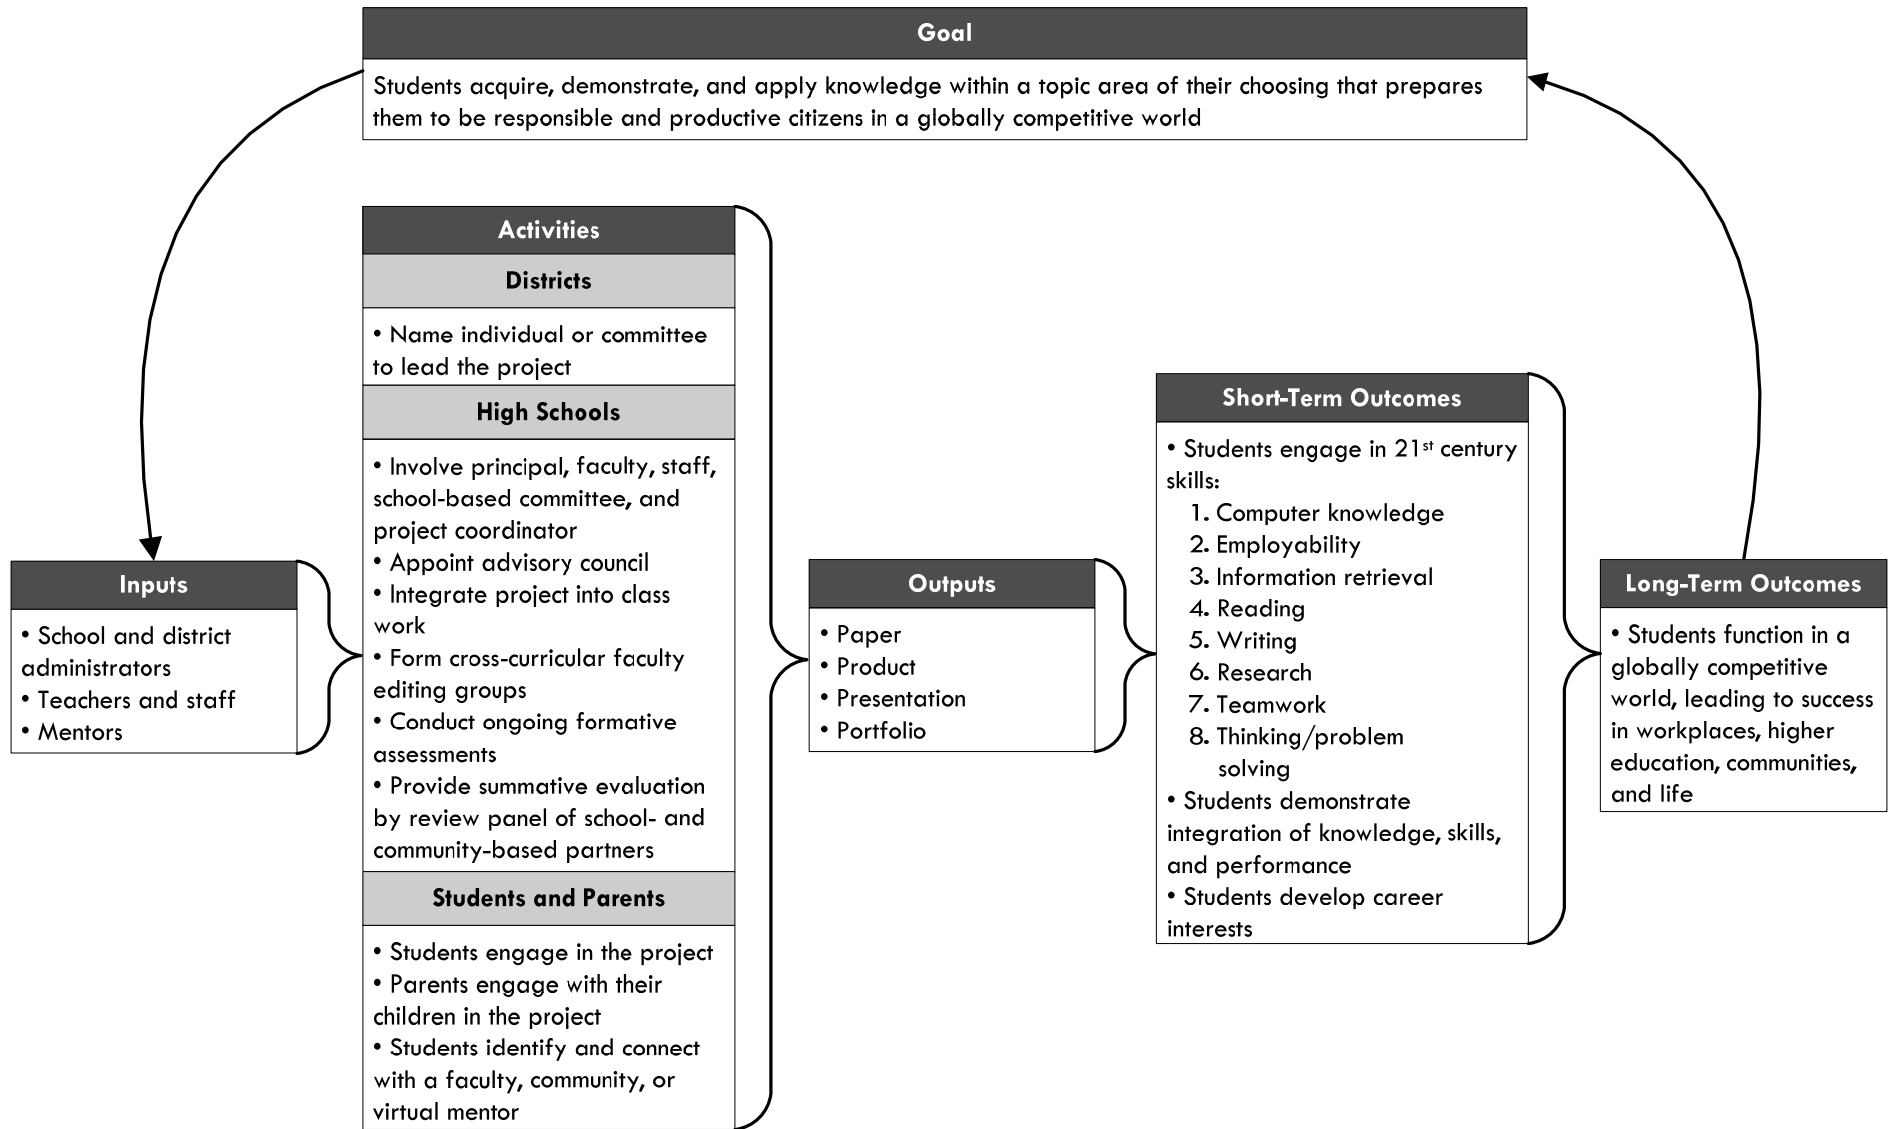 Goal
Students acquire, demonstrate, and apply knowledge within a topic area of their choosing that prepares
them to be responsible and productive citizens in a globally competitive world
Inputs
• School and district
administrators
• Teachers and staff
• Mentors
Activities
Districts
• Name individual or committee
to lead the project
High Schools
• Involve principal, faculty, staff,
school-based committee, and
project coordinator
• Appoint advisory council
• Integrate project into class
work
• Form cross-curricular faculty
editing groups
• Conduct ongoing formative
assessments
• Provide summative evaluation
by review panel of school- and
community-based partners
Students and Parents
• Students engage in the project
• Parents engage with their
children in the project
• Students identify and connect
with a faculty, community, or
virtual mentor
Outputs
• Paper
• Product
• Presentation
• Portfolio
Short-Term Outcomes
• Students engage in 21st century
skills:
1. Computer knowledge
2. Employability
3. Information retrieval
4. Reading
5. Writing
6. Research
7. Teamwork
8. Thinking/problem
solving
• Students demonstrate
integration of knowledge, skills,
and performance
• Students develop career
interests
Long-Term Outcomes
• Students function in a
globally competitive
world, leading to success
in workplaces, higher
education, communities,
and life